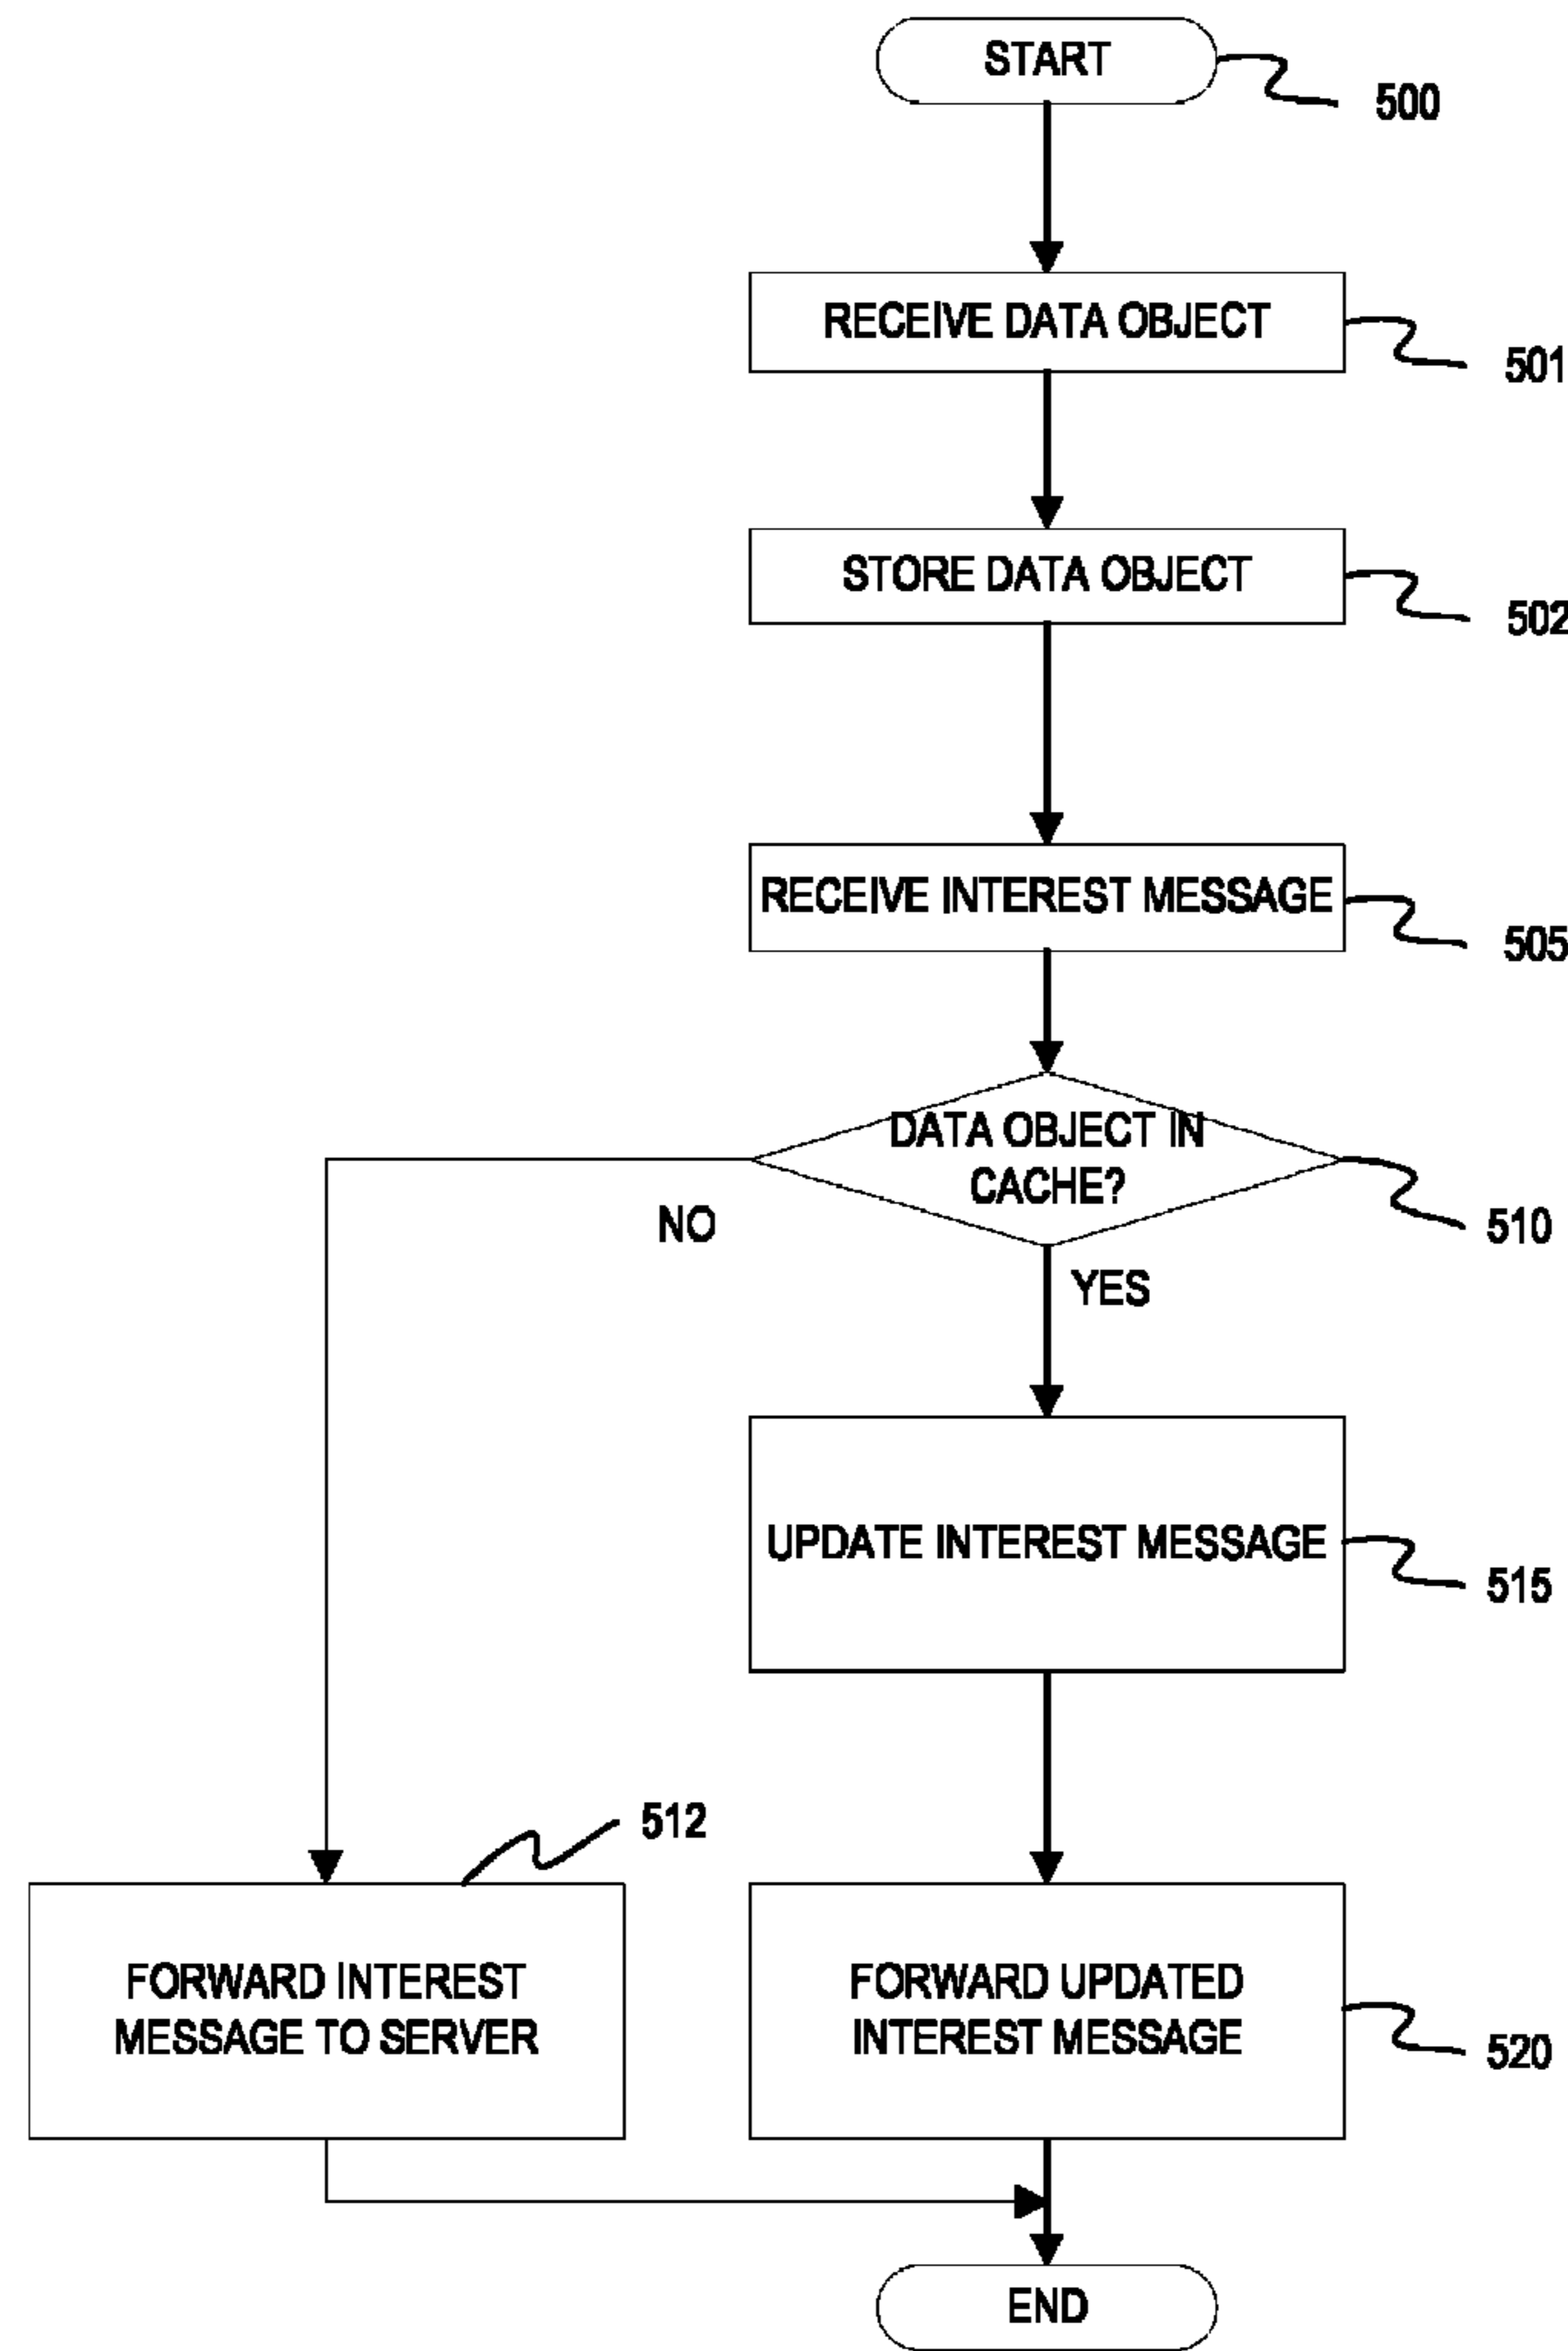 START
500
RECEIVE DATA OBJECT
501
STORE DATA OBJECT
502
RECEIVE INTEREST MESSAGE
505
DATA OBJECT IN
CACHE?
510
NO
YES
UPDATE INTEREST MESSAGE
515
512
FORWARD INTEREST
MESSAGE TO SERVER
FORWARD UPDATED
INTEREST MESSAGE
520
END